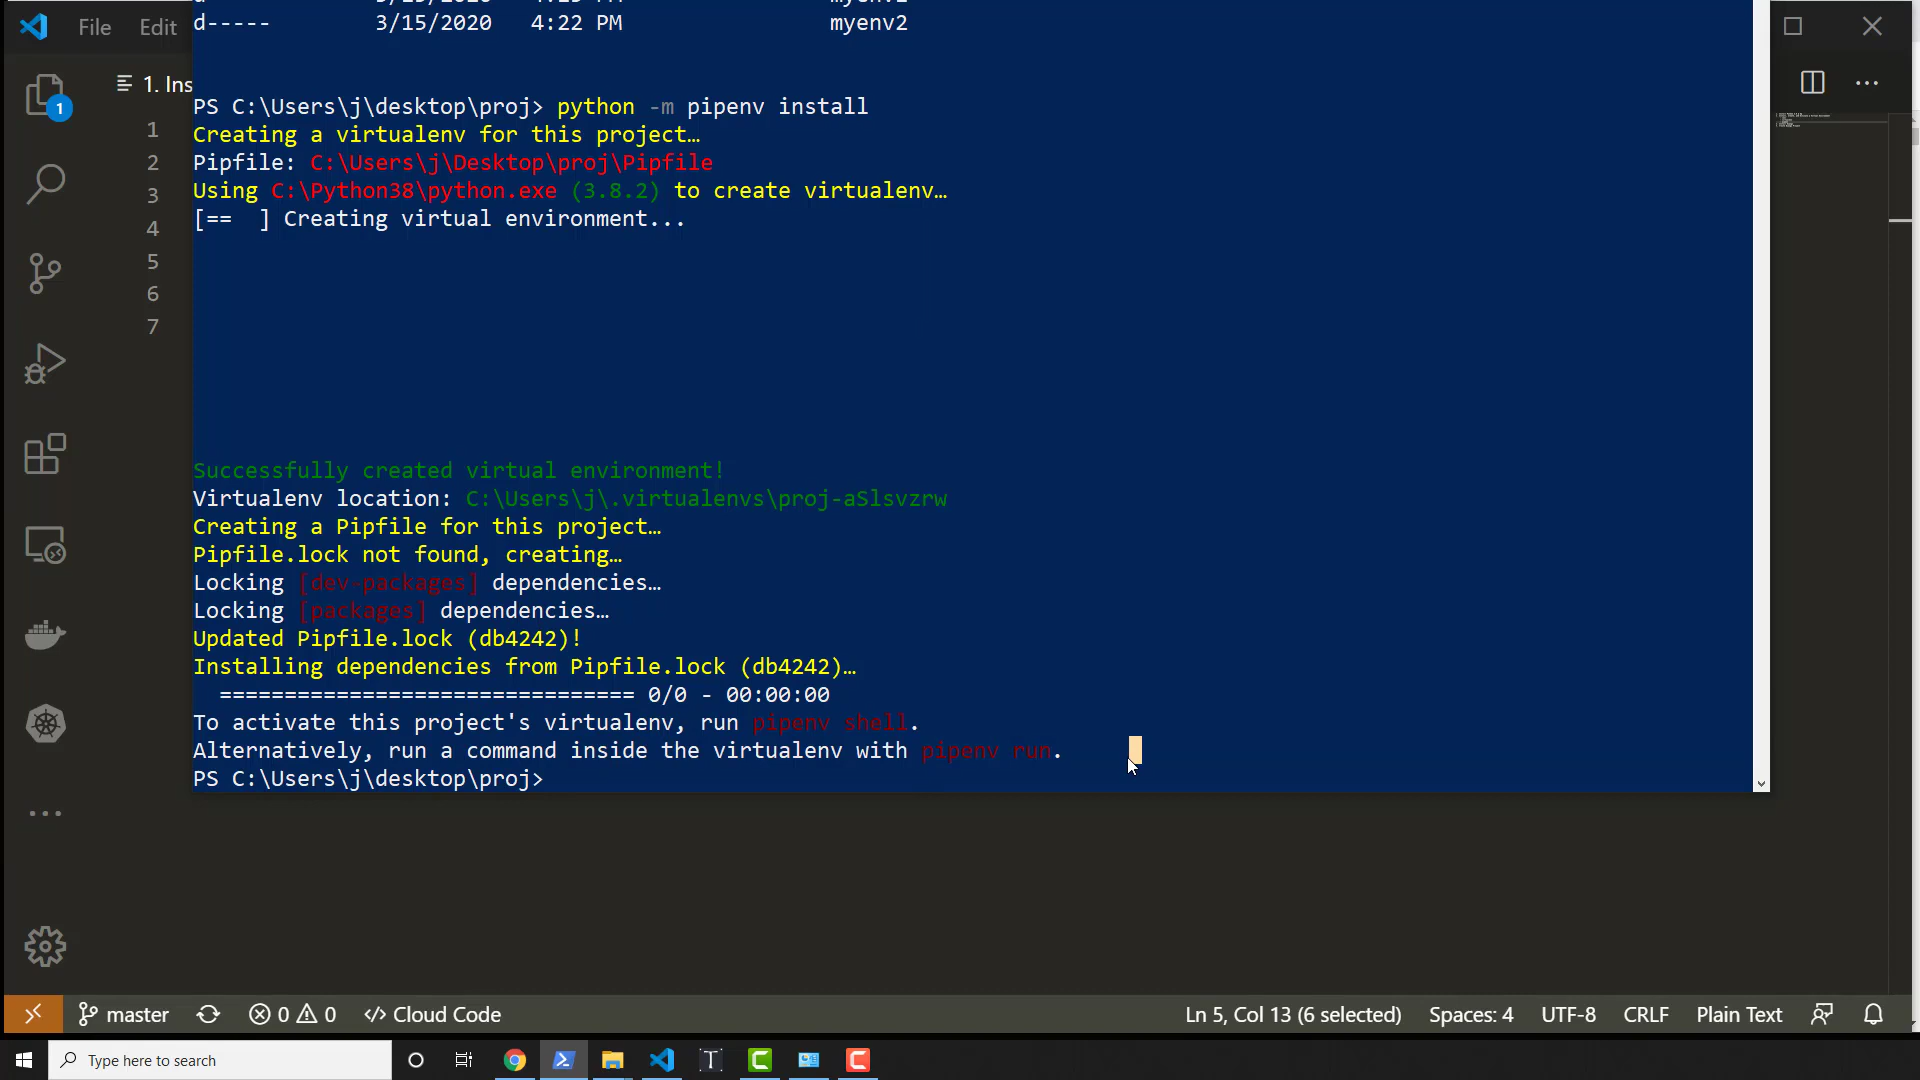 d----- 3/15/2020 4:22 PM myenv2
File Edit
1. Ins
PS C:\Users\j\desktop\proj> python -m pipenv install
Creating a virtualenv for this project…
Pipfile: C:\Users\j\Desktop\proj\Pipfile
Using C:\Python38\python.exe (3.8.2) to create virtualenv…
[==  ] Creating virtual environment...
Successfully created virtual environment!
Virtualenv location: C:\Users\j\.virtualenvs\proj-aSlsvzrw
Creating a Pipfile for this project…
Pipfile.lock not found, creating…
Locking [dev-packages] dependencies…
Locking [packages] dependencies…
Updated Pipfile.lock (db4242)!
Installing dependencies from Pipfile.lock (db4242)…
================================ 0/0 - 00:00:00
To activate this project's virtualenv, run pipenv shell.
Alternatively, run a command inside the virtualenv with pipenv run.
PS C:\Users\j\desktop\proj>
1
1
2
3
4
5
6
7
master 0 0 Cloud Code Ln 5, Col 13 (6 selected) Spaces: 4 UTF-8 CRLF Plain Text
Type here to search